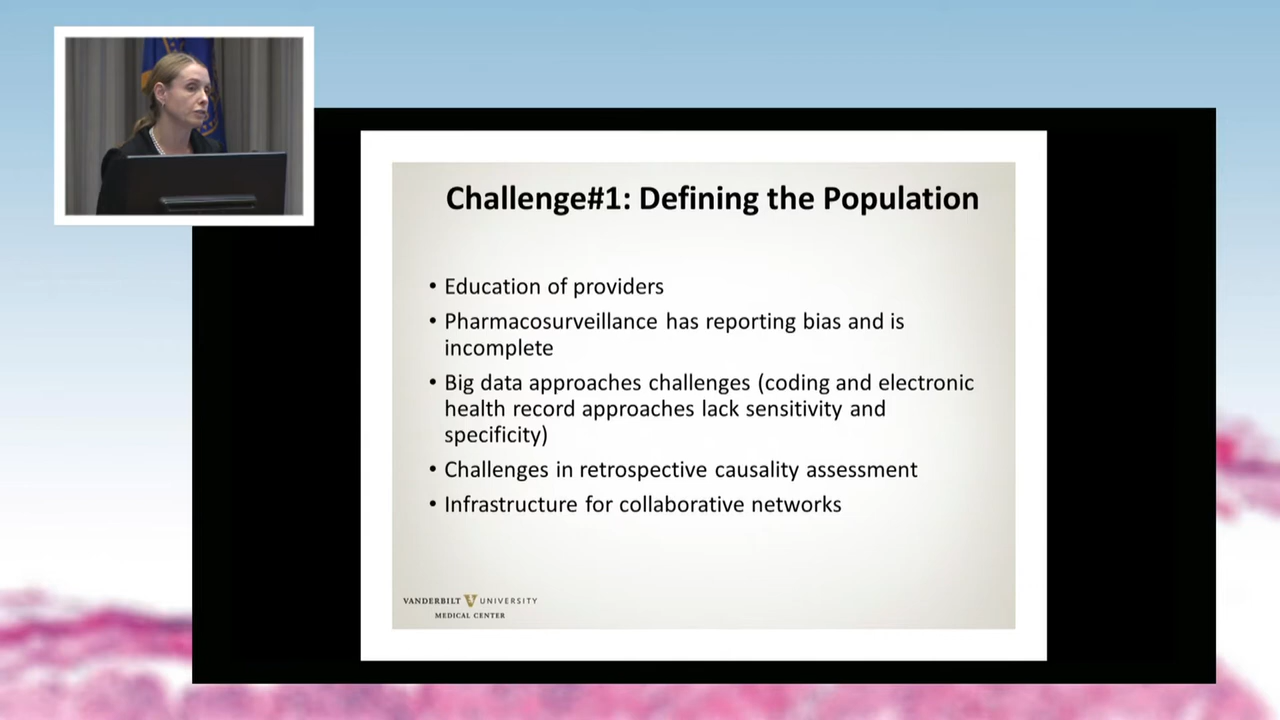 Challenge#1: Defining the Population
• Education of providers
• Pharmacosurveillance has reporting bias and is
incomplete
• Big data approaches challenges (coding and electronic
health record approaches lack sensitivity and
specificity)
• Challenges in retrospective causality assessment
• Infrastructure for collaborative networks
VANDERBILT V UNIVERSITY
MEDICAL CENTER